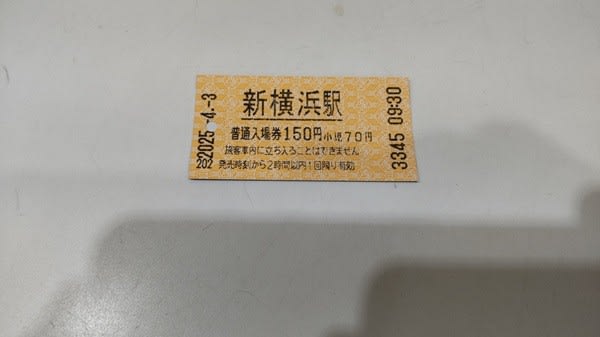 新横浜駅
普通入場券150円小児70円
旅客車内に立ち入ることはできません
発売時刻から2時間以内1回限り有効
2025.-4.-3
202
3345 09:30